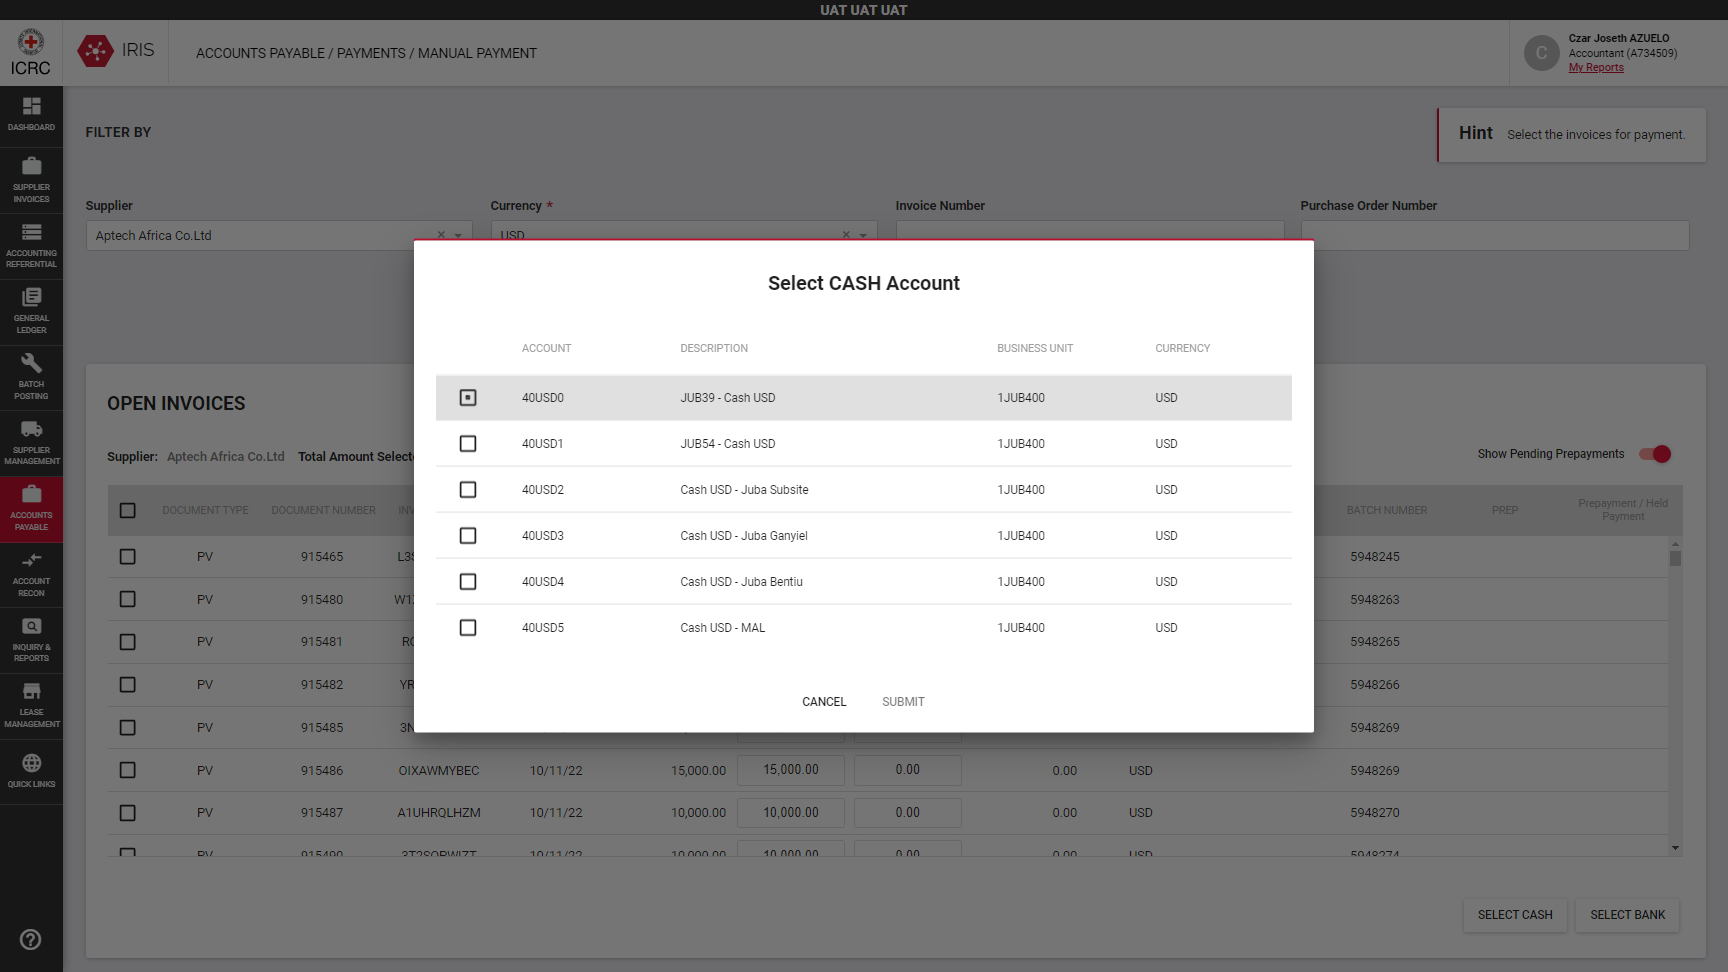 UAT UAT UAT
ICRC
IRIS
ACCOUNTS PAYABLE / PAYMENTS / MANUAL PAYMENT
C
Czar Joseth AZUELO
Accountant (A734509)
My Reports
DASHBOARD
SUPPLIER
INVOICES
ACCOUNTING
REFERENTIAL
GENERAL
LEDGER
BATCH
POSTING
SUPPLIER
MANAGEMENT
ACCOUNTS
PAYABLE
ACCOUNT
RECON
INQUIRY &
REPORTS
LEASE
MANAGEMENT
QUICK LINKS
FILTER BY
Hint Select the invoices for payment.
Supplier Currency * Invoice Number Purchase Order Number
Aptech Africa Co.Ltd USD
Select CASH Account
ACCOUNT DESCRIPTION BUSINESS UNIT CURRENCY
40USD0 JUB39 - Cash USD 1JUB400 USD
40USD1 JUB54 - Cash USD 1JUB400 USD
40USD2 Cash USD - Juba Subsite 1JUB400 USD
40USD3 Cash USD - Juba Ganyiel 1JUB400 USD
40USD4 Cash USD - Juba Bentiu 1JUB400 USD
40USD5 Cash USD - MAL 1JUB400 USD
CANCEL SUBMIT
OPEN INVOICES
Supplier: Aptech Africa Co.Ltd Total Amount Select
Show Pending Prepayments
DOCUMENT TYPE DOCUMENT NUMBER BATCH NUMBER PREP Prepayment / Held
Payment
PV 915465 5948245
PV 915480 5948263
PV 915481 5948265
PV 915482 5948266
PV 915485 5948269
PV 915486 OIXAWMYBEC 10/11/22 15,000.00 15,000.00 0.00 0.00 USD 5948269
PV 915487 A1UHRQLHZM 10/11/22 10,000.00 10,000.00 0.00 0.00 USD 5948270
PV 915490 10/11/22 10,000.00 10,000.00 0.00 0.00 USD 5948274
SELECT CASH SELECT BANK